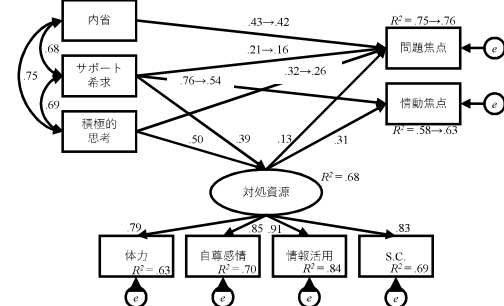 内省
.43→.42
R² = .75→.76
問題焦点
e
.68
.21→.16
サポート
希求
.75
.76→.54
.32→.26
.69
情動焦点
e
積極的
思考
.50
.39
.13
.31
R² = .58→.63
対処資源
R² = .68
.79
.85
.91
.83
体力
R² = .63
自尊感情
R² = .70
情報活用
R² = .84
S.C.
R² = .69
e
e
e
e